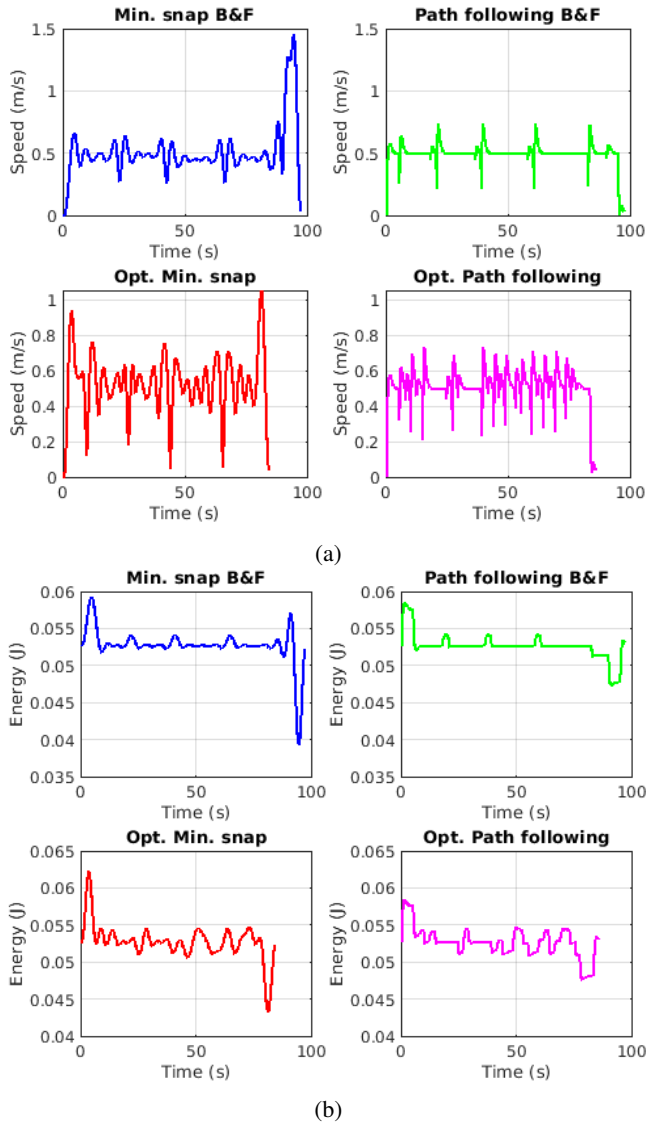 Min. snap B&F
Path following B&F
1.5
1
0.5
0
Speed (m/s)
0 50 100
Time (s)
1.5
1
0.5
0
Speed (m/s)
0 50 100
Time (s)
Opt. Min. snap
Opt. Path following
1
0.8
0.6
0.4
0.2
0
Speed (m/s)
0 50 100
Time (s)
1
0.8
0.6
0.4
0.2
0
Speed (m/s)
0 50 100
Time (s)
(a)
Min. snap B&F
Path following B&F
0.06
0.055
0.05
0.045
0.04
0.035
Energy (J)
0 50 100
Time (s)
0.06
0.055
0.05
0.045
0.04
0.035
Energy (J)
0 50 100
Time (s)
Opt. Min. snap
Opt. Path following
0.065
0.06
0.055
0.05
0.045
0.04
Energy (J)
0 50 100
Time (s)
0.065
0.06
0.055
0.05
0.045
0.04
Energy (J)
0 50 100
Time (s)
(b)